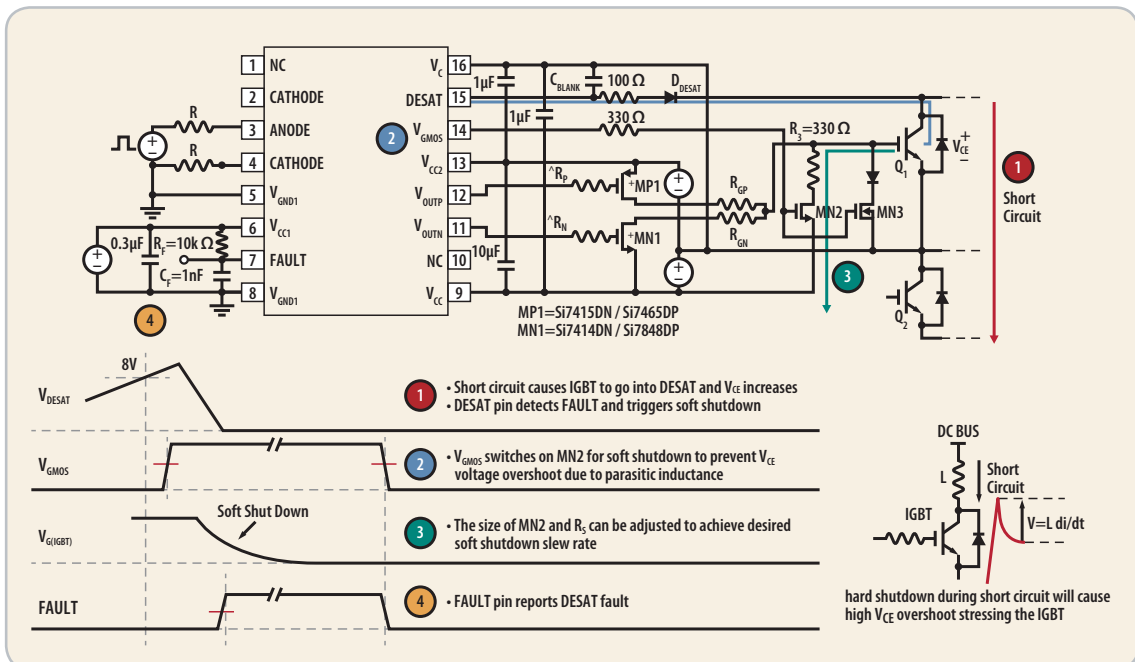 1 NC
2 CATHODE
3 ANODE
4 CATHODE
5 VGND1
6 VCC1
7 FAULT
8 VGND1
VC 16
DESAT 15
VGMOS 14
VCC2 13
VOUTP 12
VOUTN 11
NC 10
VCC 9
R
R
+
−
0.3µF
RF=10k Ω
CF=1nF
+
−
4
2
1µF
1µF
CBLANK
100 Ω
DDESAT
330 Ω
^RP
+MP1
^RN
+MN1
10µF
+
−
+
−
RGP
RGN
R3=330 Ω
MN2
MN3
Q1
VCE
+
−
Q2
3
1
Short
Circuit
MP1=Si7415DN / Si7465DP
MN1=Si7414DN / Si7848DP
8V
VDESAT
VGMOS
Soft Shut Down
VG(IGBT)
FAULT
1 • Short circuit causes IGBT to go into DESAT and VCE increases
• DESAT pin detects FAULT and triggers soft shutdown
2 • VGMOS switches on MN2 for soft shutdown to prevent VCE
voltage overshoot due to parasitic inductance
3 • The size of MN2 and RS can be adjusted to achieve desired
soft shutdown slew rate
4 • FAULT pin reports DESAT fault
DC BUS
L
Short
Circuit
IGBT
V=L di/dt
hard shutdown during short circuit will cause
high VCE overshoot stressing the IGBT